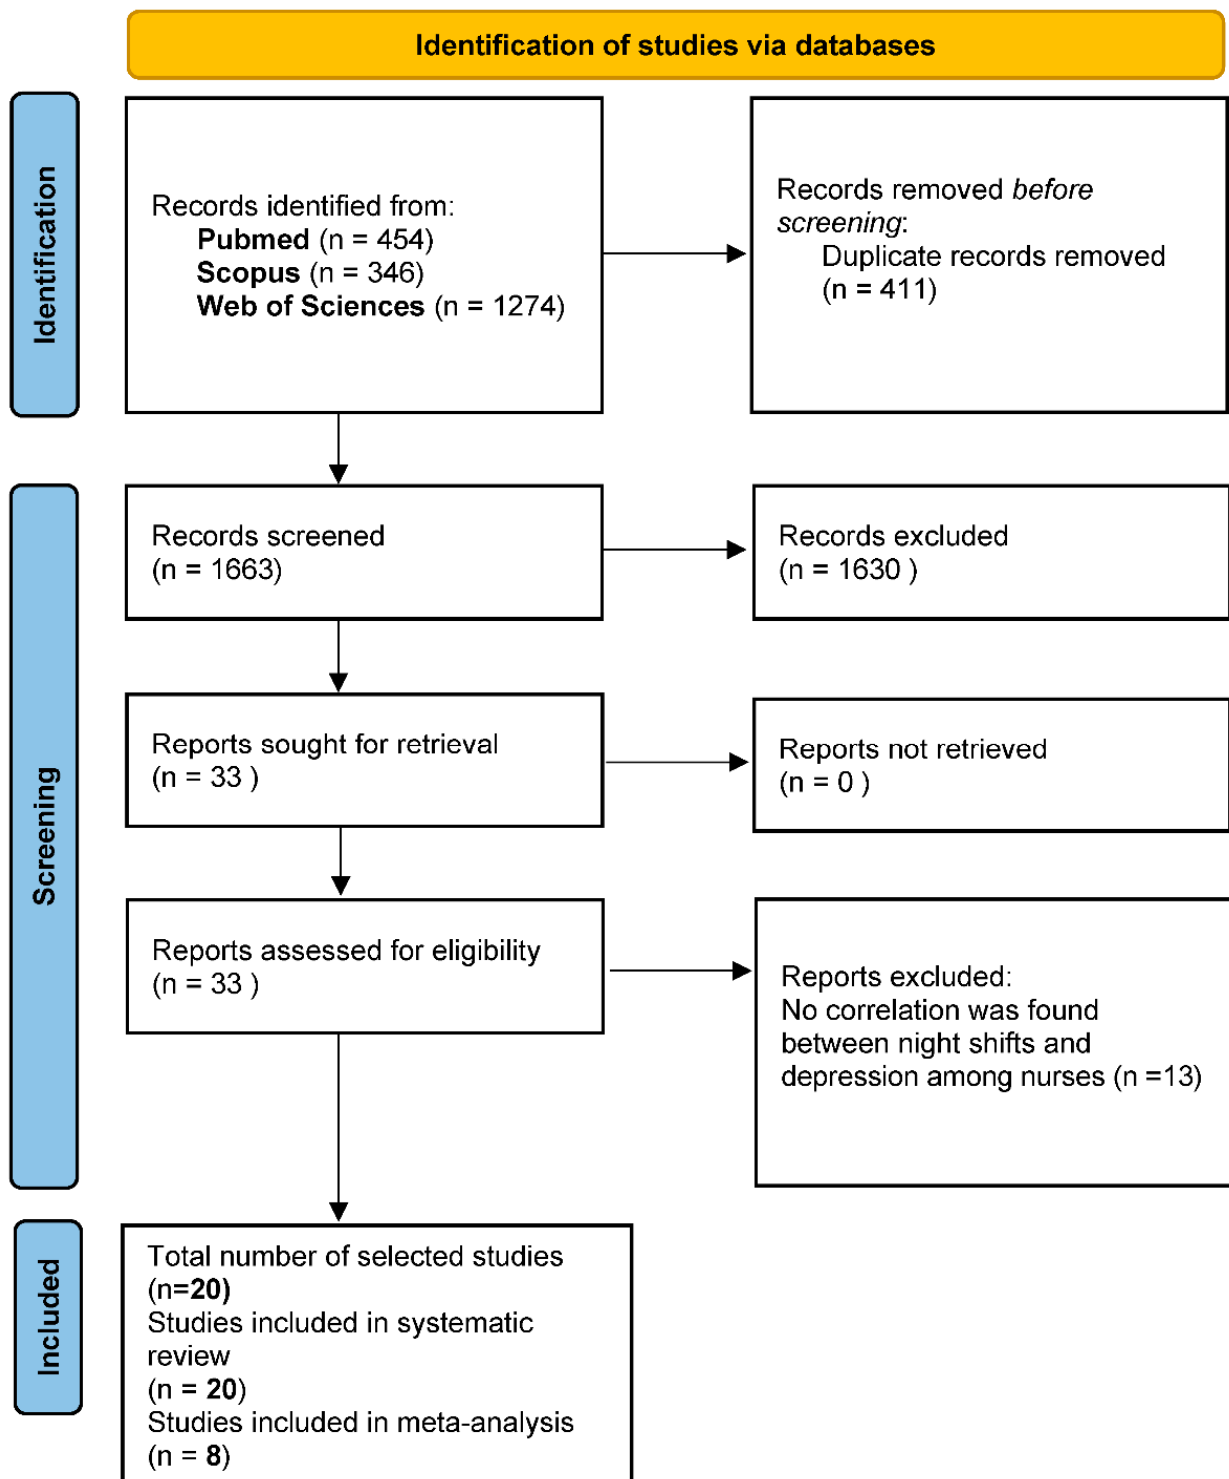 Identification of studies via databases
Identification
Records identified from:
Pubmed (n = 454)
Scopus (n = 346)
Web of Sciences (n = 1274)
Records removed before
screening:
Duplicate records removed
(n = 411)
Screening
Records screened
(n = 1663)
Records excluded
(n = 1630 )
Reports sought for retrieval
(n = 33 )
Reports not retrieved
(n = 0 )
Reports assessed for eligibility
(n = 33 )
Reports excluded:
No correlation was found
between night shifts and
depression among nurses (n =13)
Included
Total number of selected studies
(n=20)
Studies included in systematic
review
(n = 20)
Studies included in meta-analysis
(n = 8)